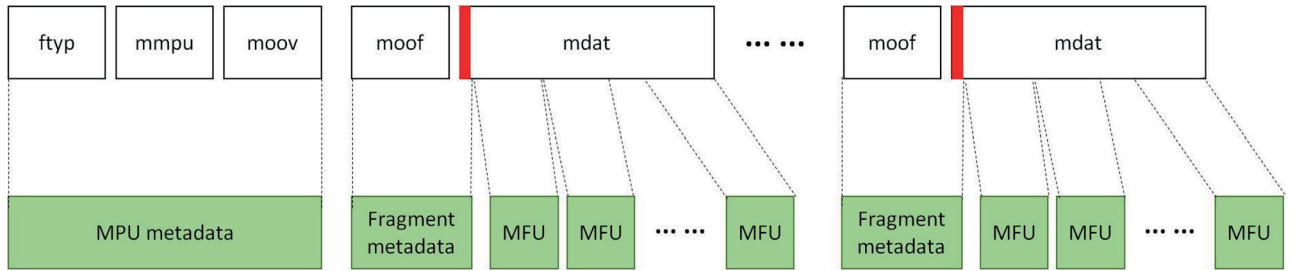 ftyp mmpu moov moof mdat ... ... moof mdat
MPU metadata Fragment metadata MFU MFU ... ... MFU Fragment metadata MFU MFU ... ... MFU